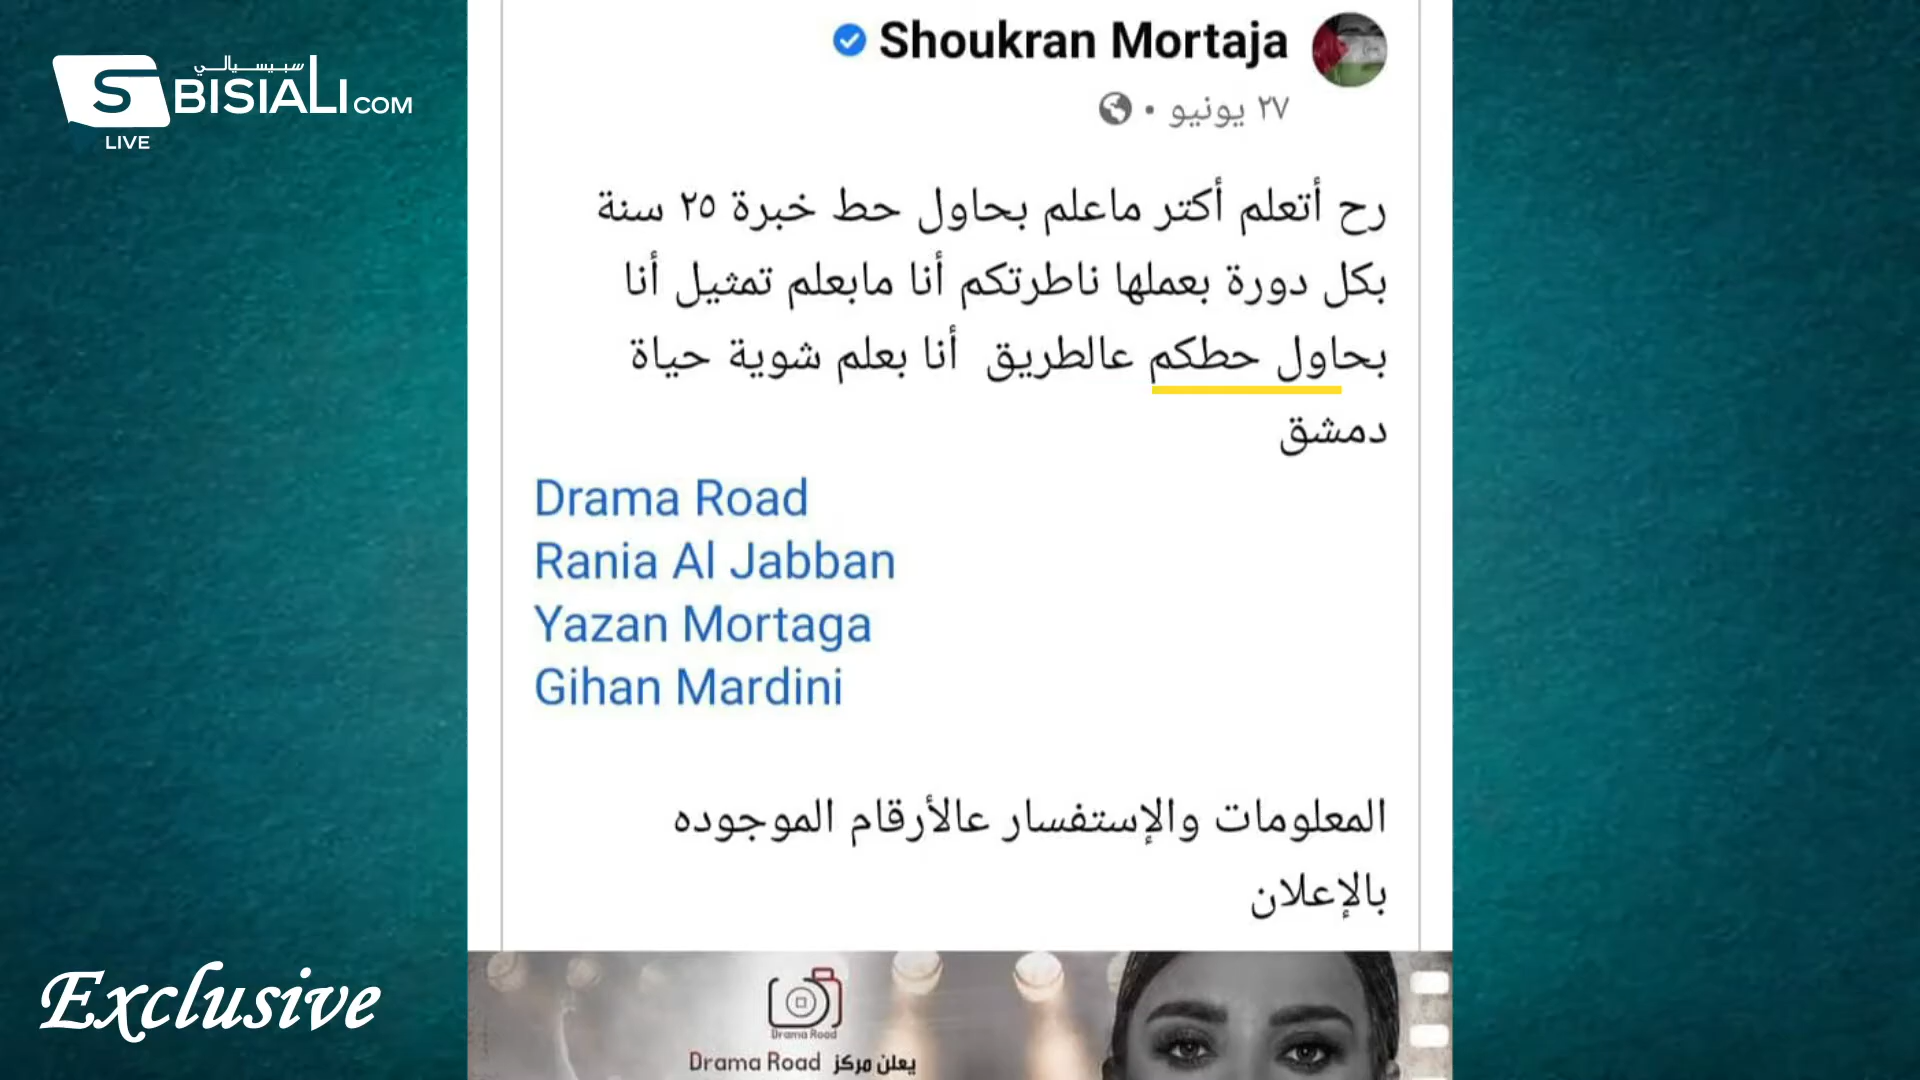 سبيسيالي
S
BISIALI.COM
LIVE
Shoukran Mortaja
٢٧ يونيو •
رح أتعلم أكتر ماعلم بحاول حط خبرة ٢٥ سنة
بكل دورة بعملها ناطرتكم أنا مابعلم تمثيل أنا
بحاول حطكم عالطريق أنا بعلم شوية حياة
دمشق
Drama Road
Rania Al Jabban
Yazan Mortaga
Gihan Mardini
المعلومات والإستفسار عالأرقام الموجوده
بالإعلان
Exclusive
Drama Road
يعلن مركز Drama Road